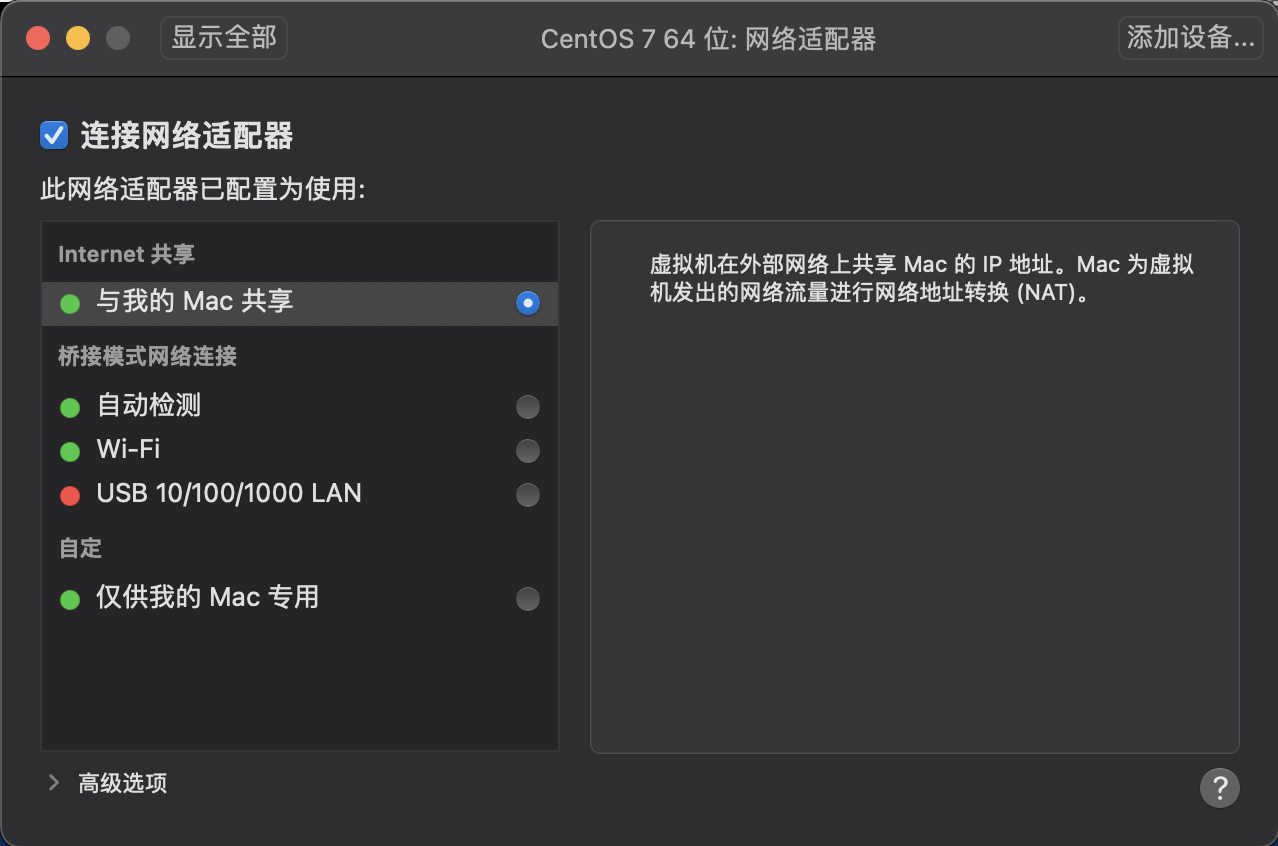 显示全部
CentOS 7 64 位: 网络适配器
添加设备...
连接网络适配器
此网络适配器已配置为使用:
Internet 共享
与我的 Mac 共享
桥接模式网络连接
自动检测
Wi-Fi
USB 10/100/1000 LAN
自定
仅供我的 Mac 专用
虚拟机在外部网络上共享 Mac 的 IP 地址。Mac 为虚拟
机发出的网络流量进行网络地址转换 (NAT)。
高级选项
?